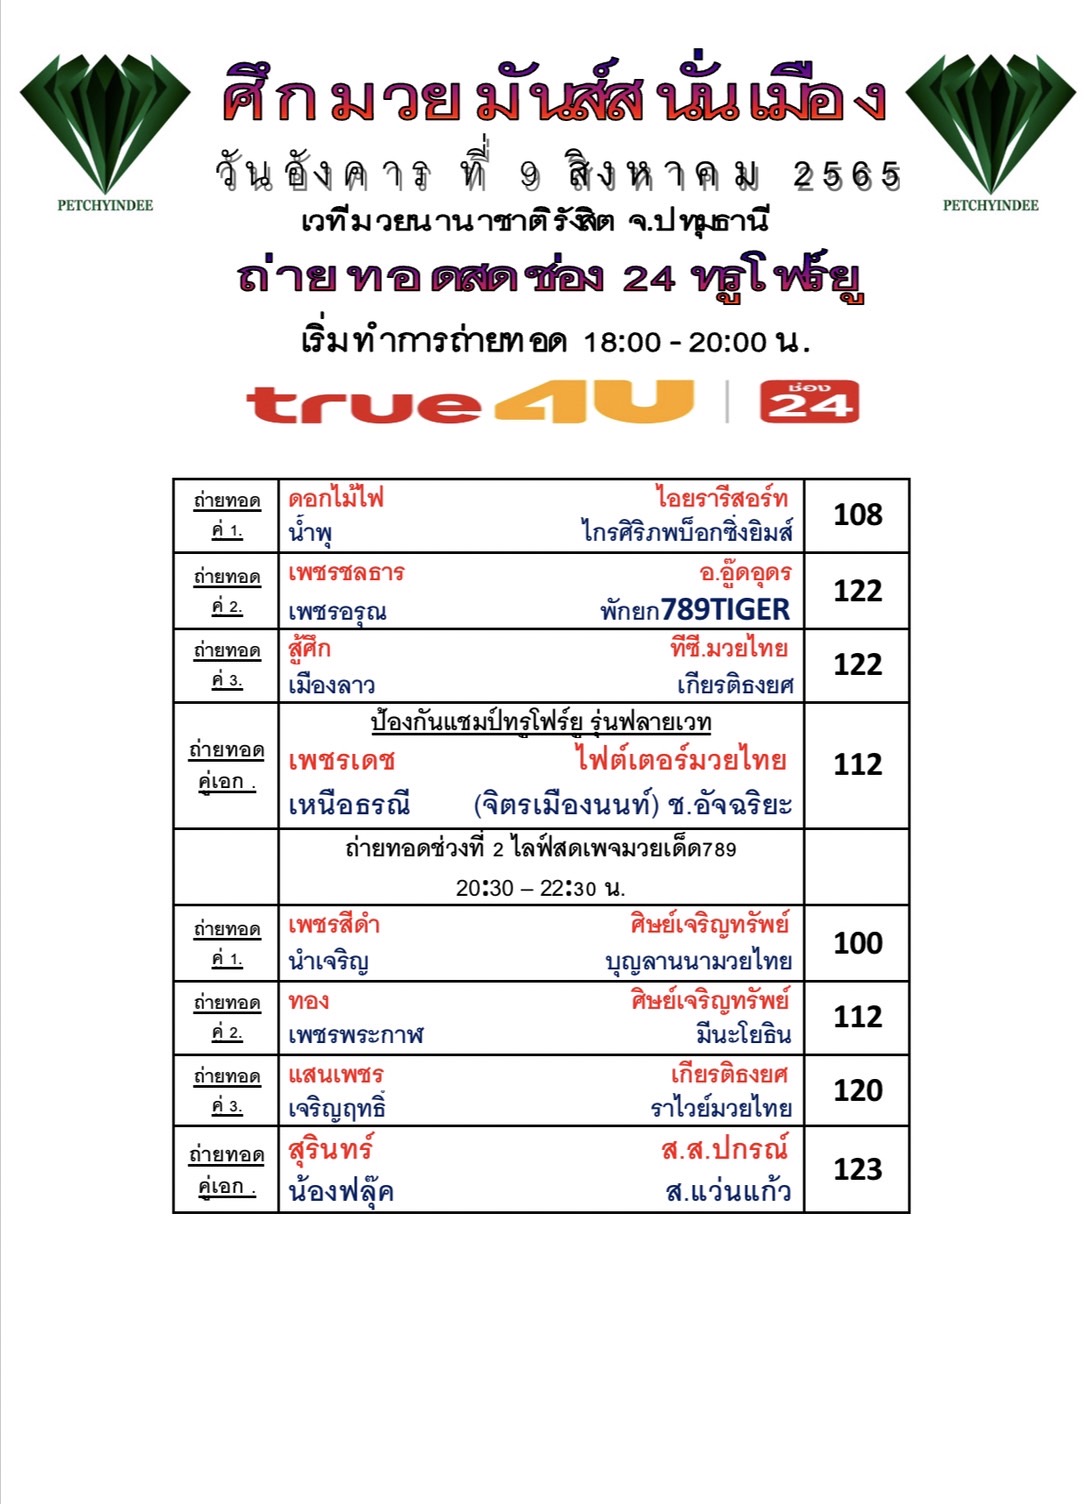 ศึกมวยมันส์สนั่นเมือง
PETCHYINDEE
PETCHYINDEE
วันอังคาร ที่ 9 สิงหาคม 2565
เวทีมวยนานาชาติรังสิต จ.ปทุมธานี
ถ่ายทอดสดช่อง 24 ทรูโฟร์ยู
เริ่มทำการถ่ายทอด 18:00 - 20:00 น.
true4U | ช่อง 24
ถ่ายทอด ดอกไม้ไฟ ไอยรารีสอร์ท 108
คู่ 1. น้ำพุ ไกรศิริภพบ็อกซิ่งยิมส์
ถ่ายทอด เพชรชลธาร อ.อู๊ดอุดร 122
คู่ 2. เพชรอรุณ พักยก789TIGER
ถ่ายทอด สู้ศึก ทีซี.มวยไทย 122
คู่ 3. เมืองลาว เกียรติธงยศ
ป้องกันแชมป์ทรูโฟร์ยู รุ่นฟลายเวท
ถ่ายทอด เพชรเดช ไฟต์เตอร์มวยไทย 112
คู่เอก . เหนือธรณี (จิตรเมืองนนท์) ช.อัจฉริยะ
ถ่ายทอดช่วงที่ 2 ไลฟ์สดเพจมวยเด็ด789
20:30 – 22:30 น.
ถ่ายทอด เพชรสีดำ ศิษย์เจริญทรัพย์ 100
คู่ 1. นำเจริญ บุญลานนามวยไทย
ถ่ายทอด ทอง ศิษย์เจริญทรัพย์ 112
คู่ 2. เพชรพระกาฬ มีนะโยธิน
ถ่ายทอด แสนเพชร เกียรติธงยศ 120
คู่ 3. เจริญฤทธิ์ ราไวย์มวยไทย
ถ่ายทอด สุรินทร์ ส.ส.ปกรณ์ 123
คู่เอก . น้องฟลุ๊ค ส.แว่นแก้ว